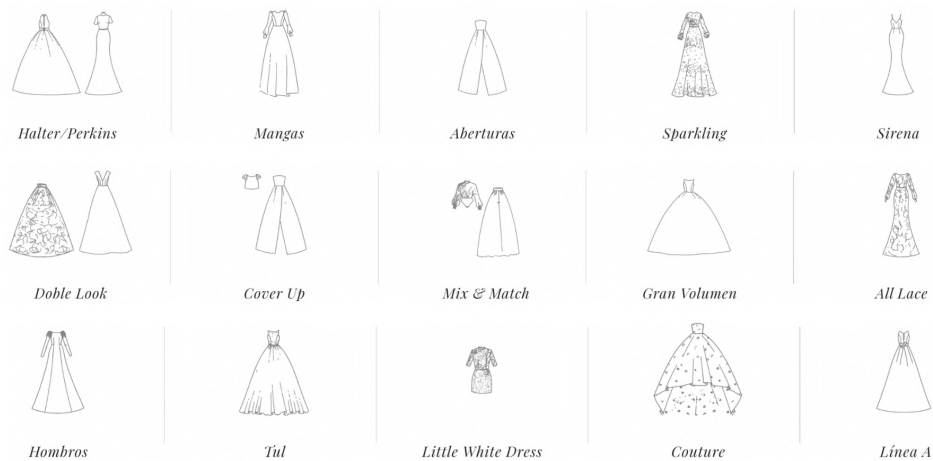 Halter/Perkins
Mangas
Aberturas
Sparkling
Sirena
Doble Look
Cover Up
Mix & Match
Gran Volumen
All Lace
Hombros
Tul
Little White Dress
Couture
Línea A